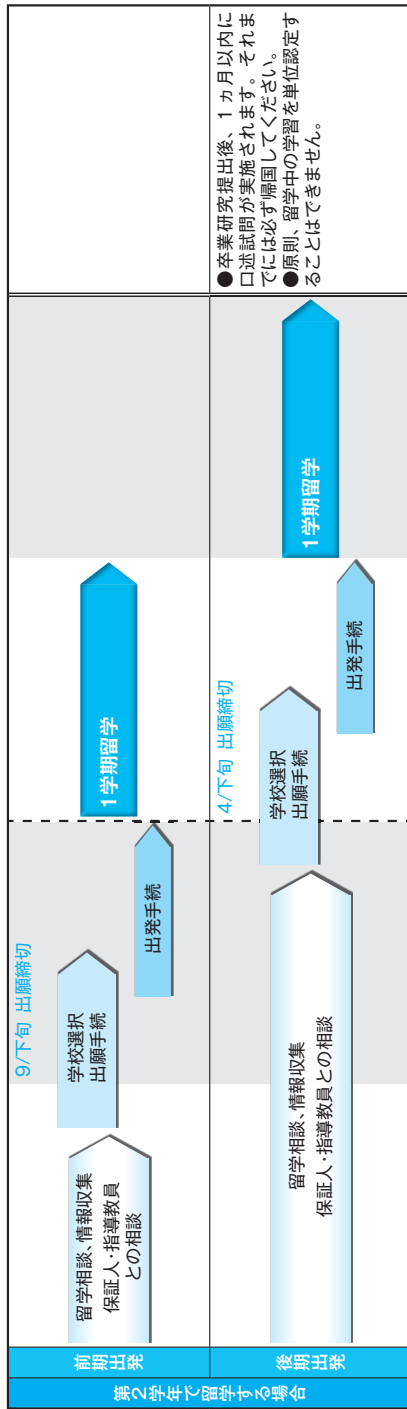 第2学年で留学する場合
前期出発
留学相談、情報収集
保証人・指導教員
との相談
9/下旬 出願締切
学校選択
出願手続
出発手続
1学期留学
後期出発
留学相談、情報収集
保証人・指導教員との相談
4/下旬 出願締切
学校選択
出願手続
出発手続
1学期留学
●卒業研究提出後、1ヵ月以内に
口述試問が実施されます。それま
でには必ず帰国してください。
●原則、留学中の学習を単位認定す
ることはできません。